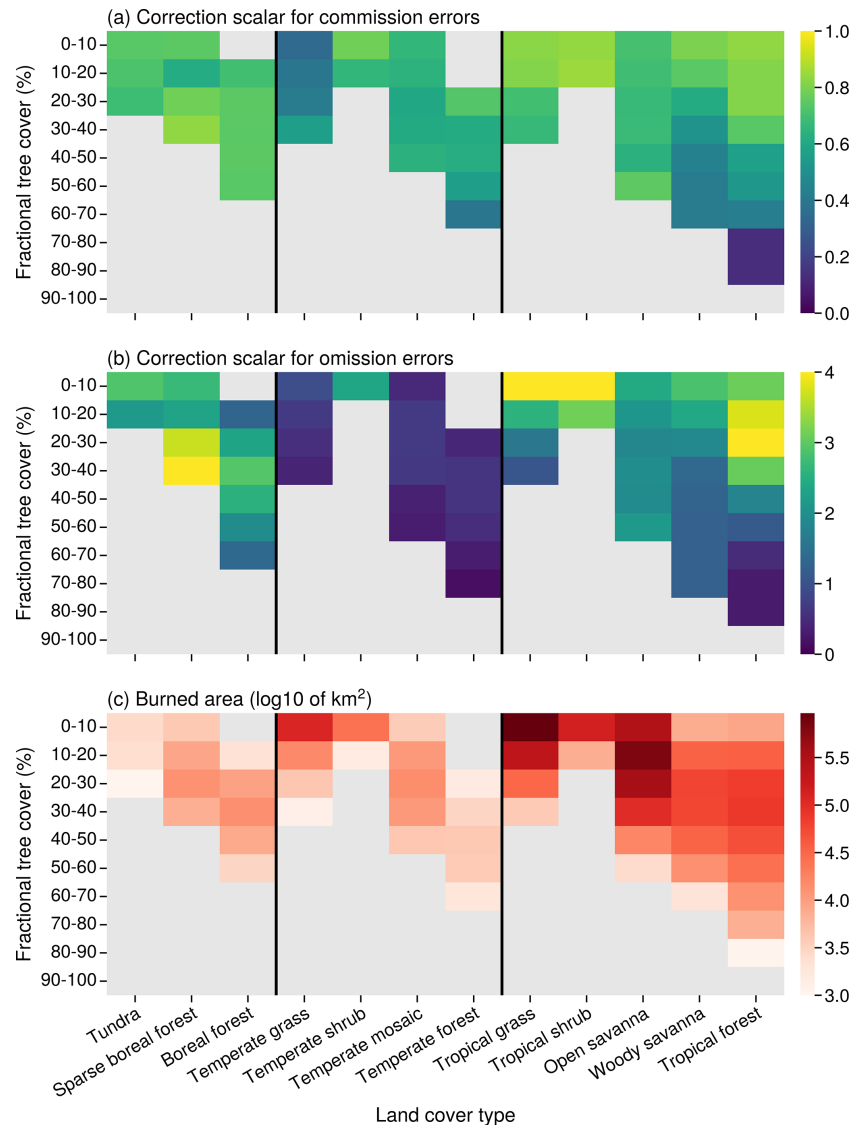 (a) Correction scalar for commission errors
Fractional tree cover (%)
0-10
10-20
20-30
30-40
40-50
50-60
60-70
70-80
80-90
90-100
1.0
0.8
0.6
0.4
0.2
0.0
(b) Correction scalar for omission errors
Fractional tree cover (%)
0-10
10-20
20-30
30-40
40-50
50-60
60-70
70-80
80-90
90-100
4
3
2
1
0
(c) Burned area (log10 of km²)
Fractional tree cover (%)
0-10
10-20
20-30
30-40
40-50
50-60
60-70
70-80
80-90
90-100
5.5
5.0
4.5
4.0
3.5
3.0
Tundra
Sparse boreal forest
Boreal forest
Temperate grass
Temperate shrub
Temperate mosaic
Temperate forest
Tropical grass
Tropical shrub
Open savanna
Woody savanna
Tropical forest
Land cover type